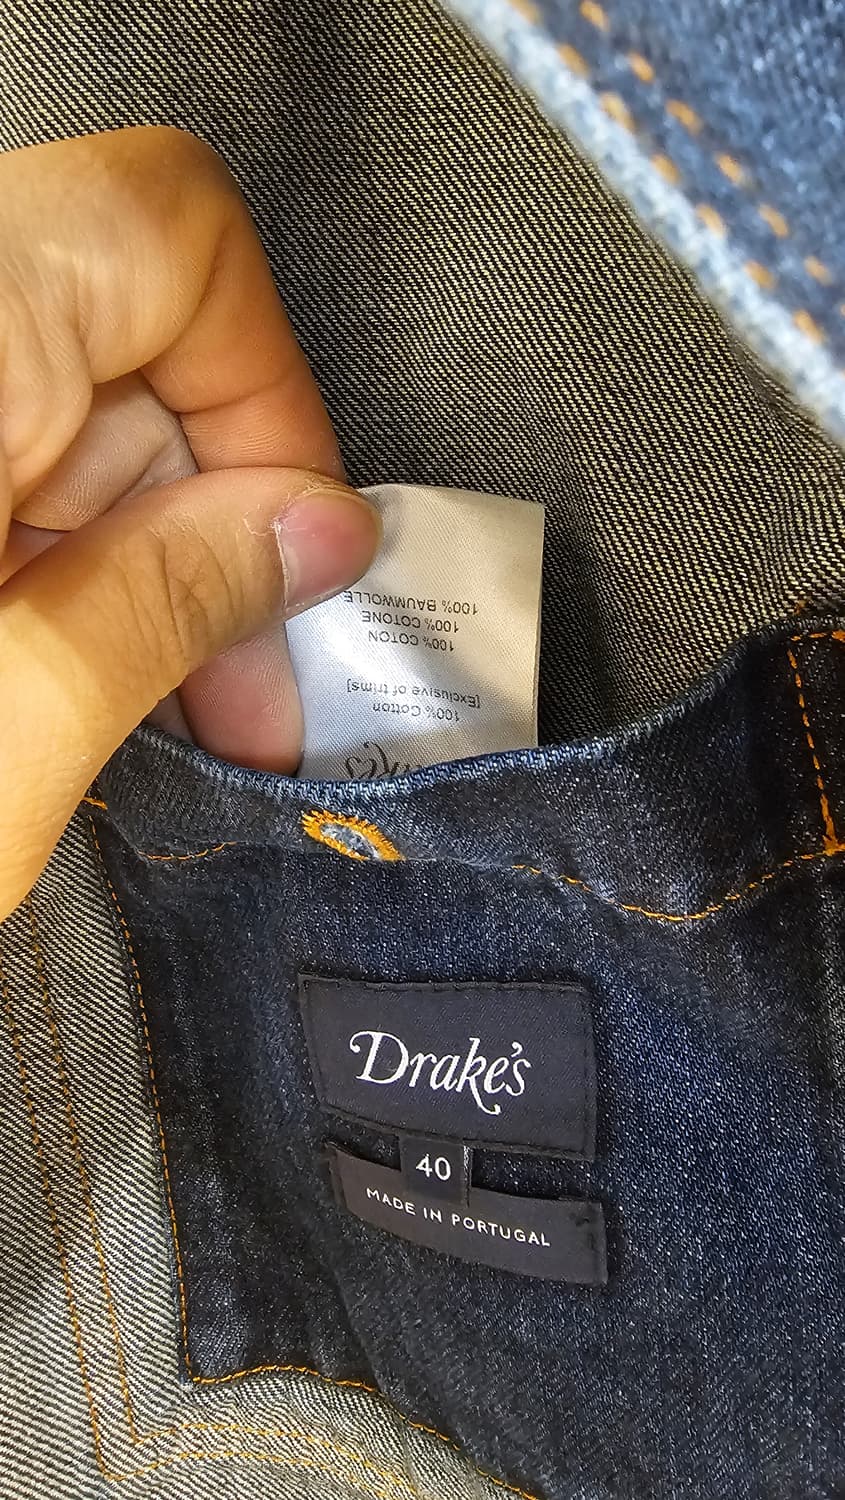 100% Cotton
[Exclusive of trims]
100% COTON
100% COTONE
100% BAUMWOLLE
Drake's
40
MADE IN PORTUGAL